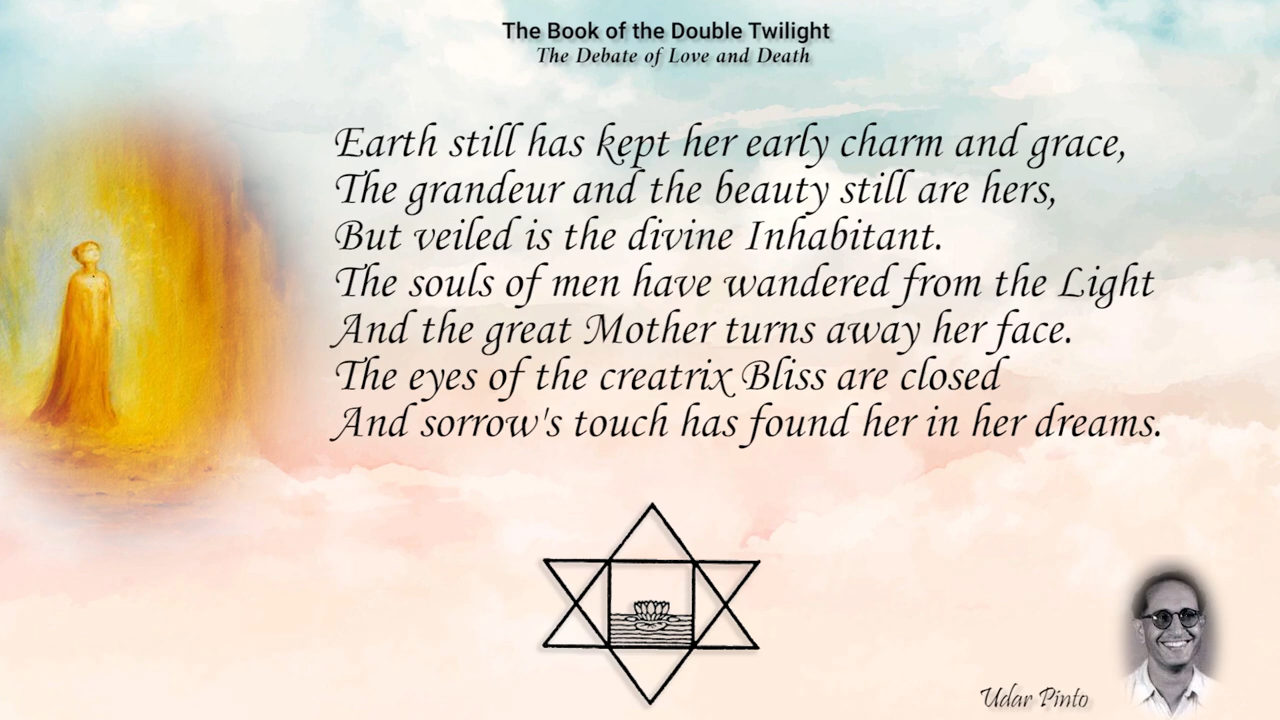 The Book of the Double Twilight
The Debate of Love and Death
Earth still has kept her early charm and grace,
The grandeur and the beauty still are hers,
But veiled is the divine Inhabitant.
The souls of men have wandered from the Light
And the great Mother turns away her face.
The eyes of the creatrix Bliss are closed
And sorrow's touch has found her in her dreams.
Udar Pinto